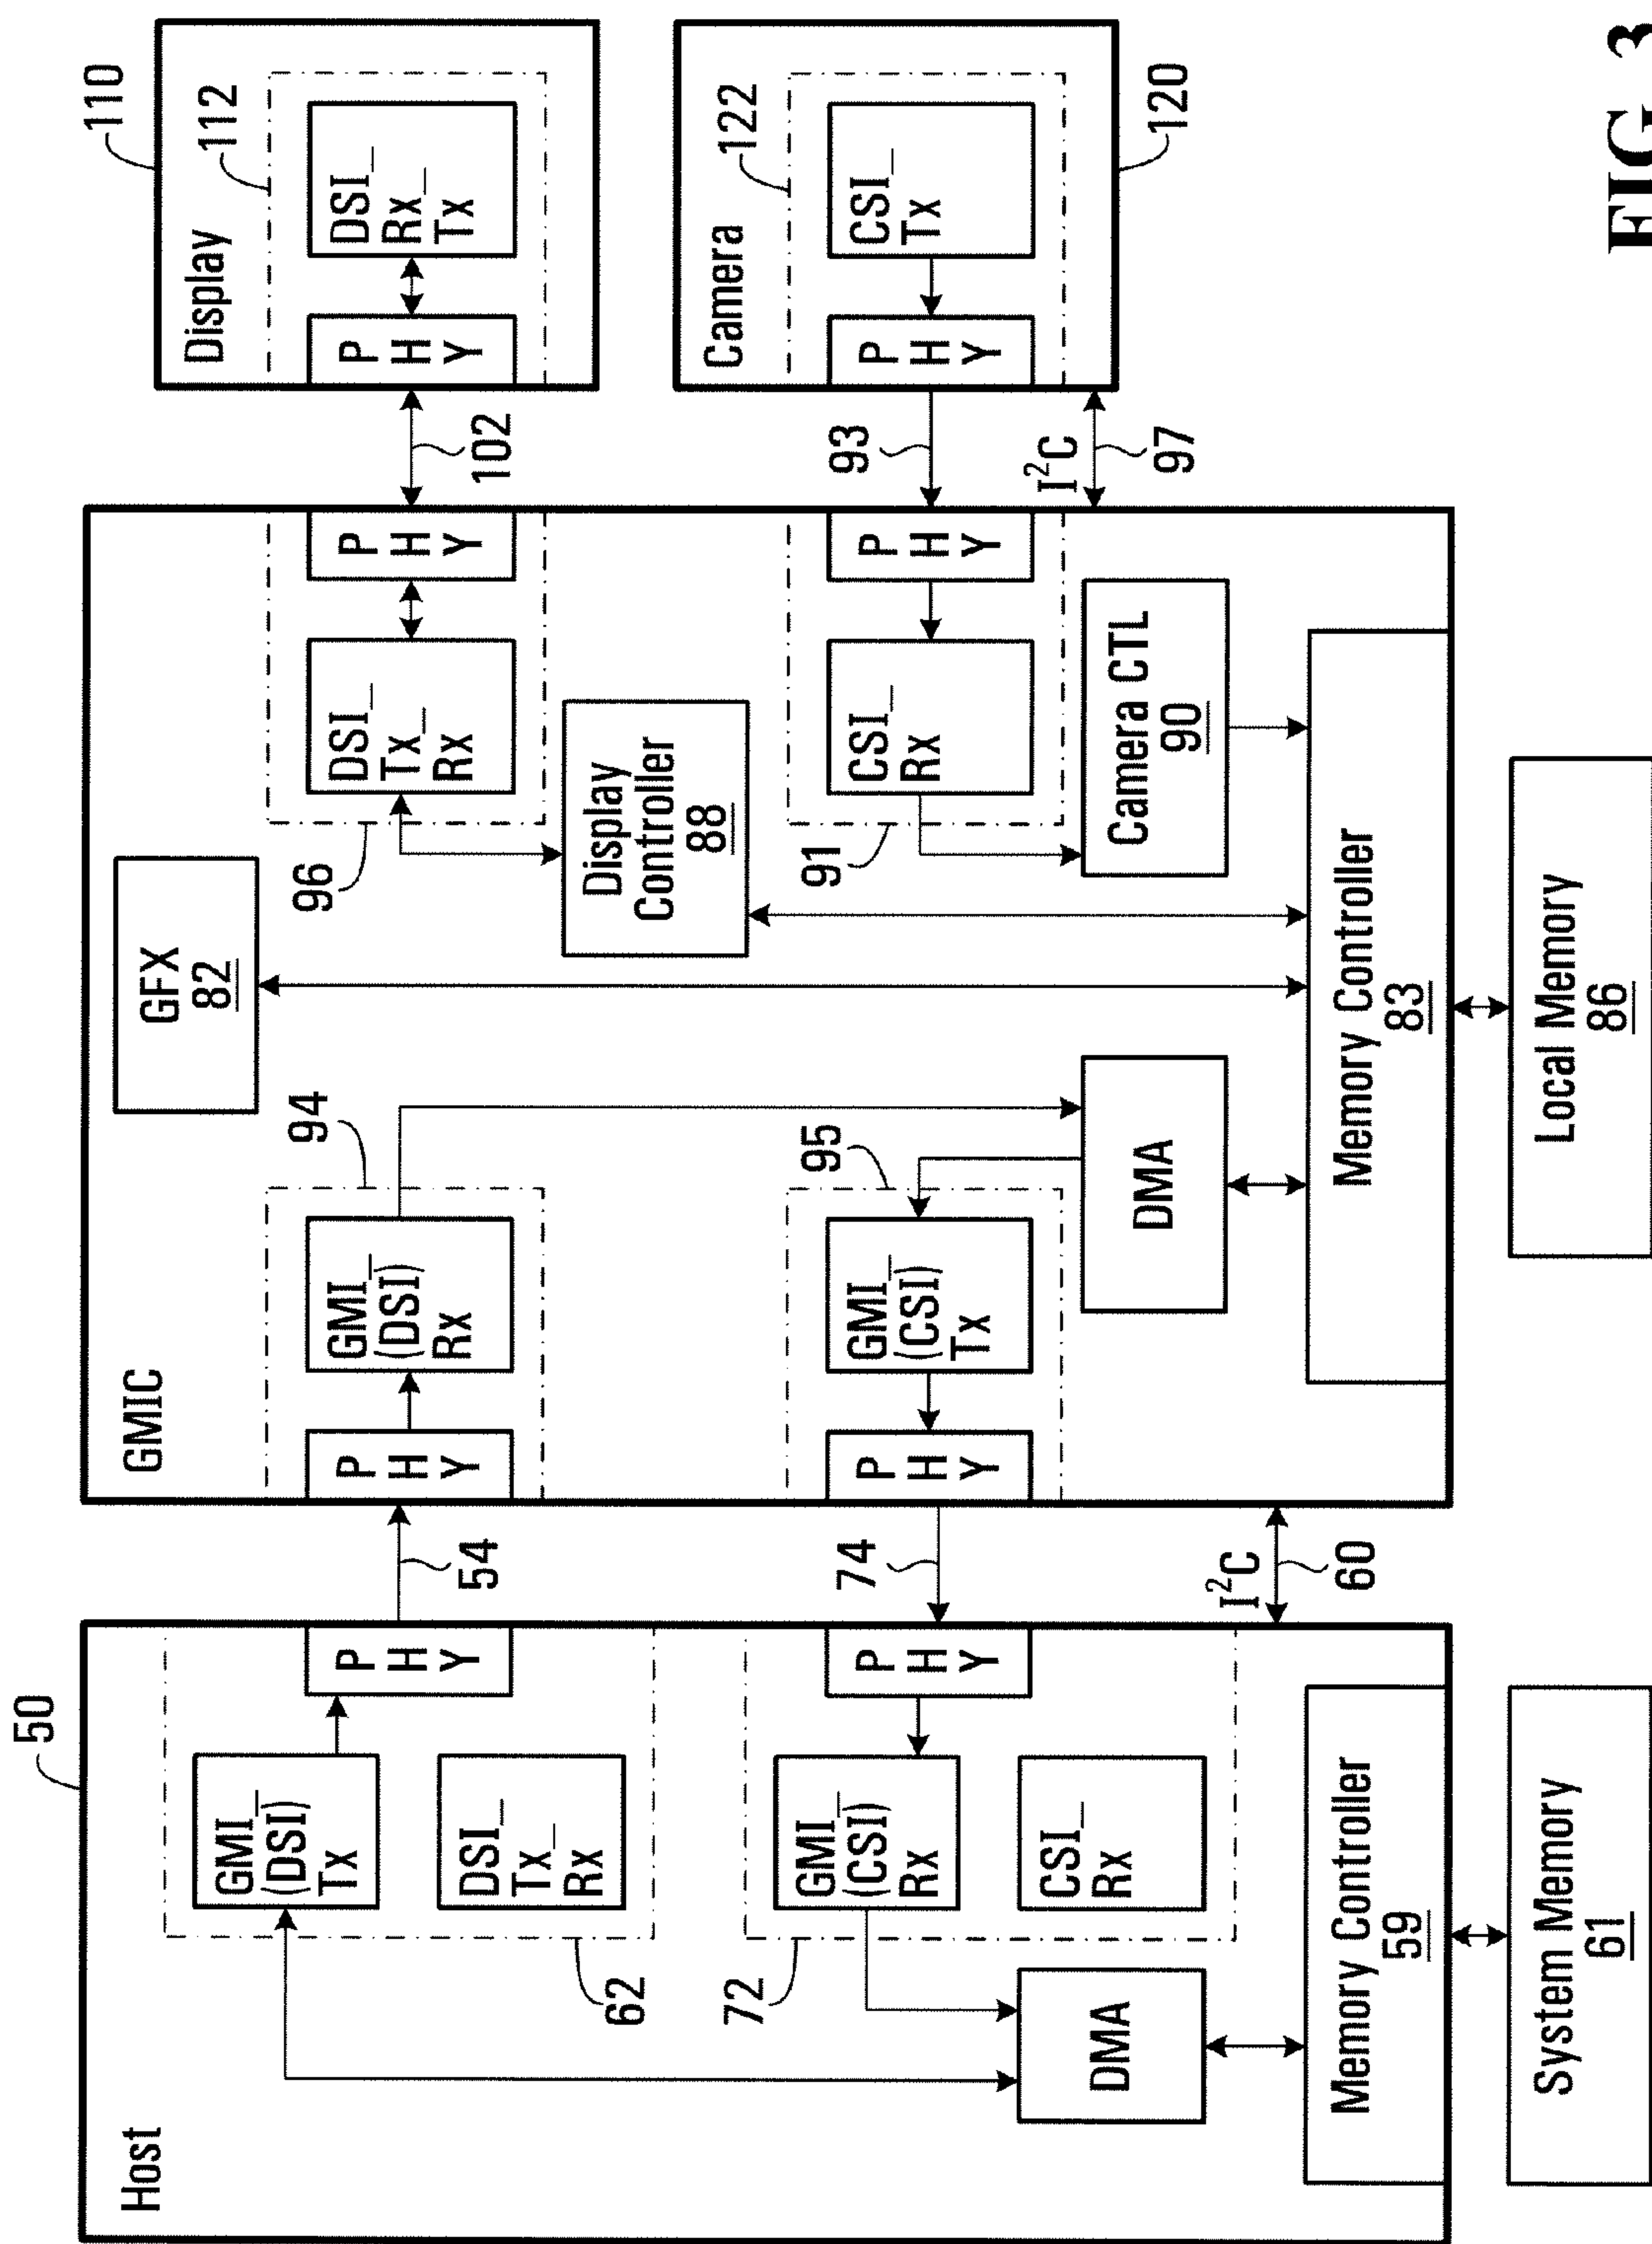 50
Host
GMI_
(DSI)_
Tx
P
H
Y
DSI_
Tx_
Rx
62
72
GMI_
(CSI)_
Rx
P
H
Y
CSI_
Rx
DMA
Memory Controller
59
System Memory
61
54
74
I²C
60
GMIC
P
H
Y
GMI_
(DSI)_
Rx
94
GFX
82
96
DSI_
Tx_
Rx
P
H
Y
Display
Controller
88
P
H
Y
GMI_
(CSI)_
Tx
95
91
CSI_
Rx
P
H
Y
DMA
Camera CTL
90
Memory Controller
83
Local Memory
86
102
93
I²C
97
110
Display
112
P
H
Y
DSI_
Rx_
Tx
Camera
122
P
H
Y
CSI_
Tx
120
FIG 3